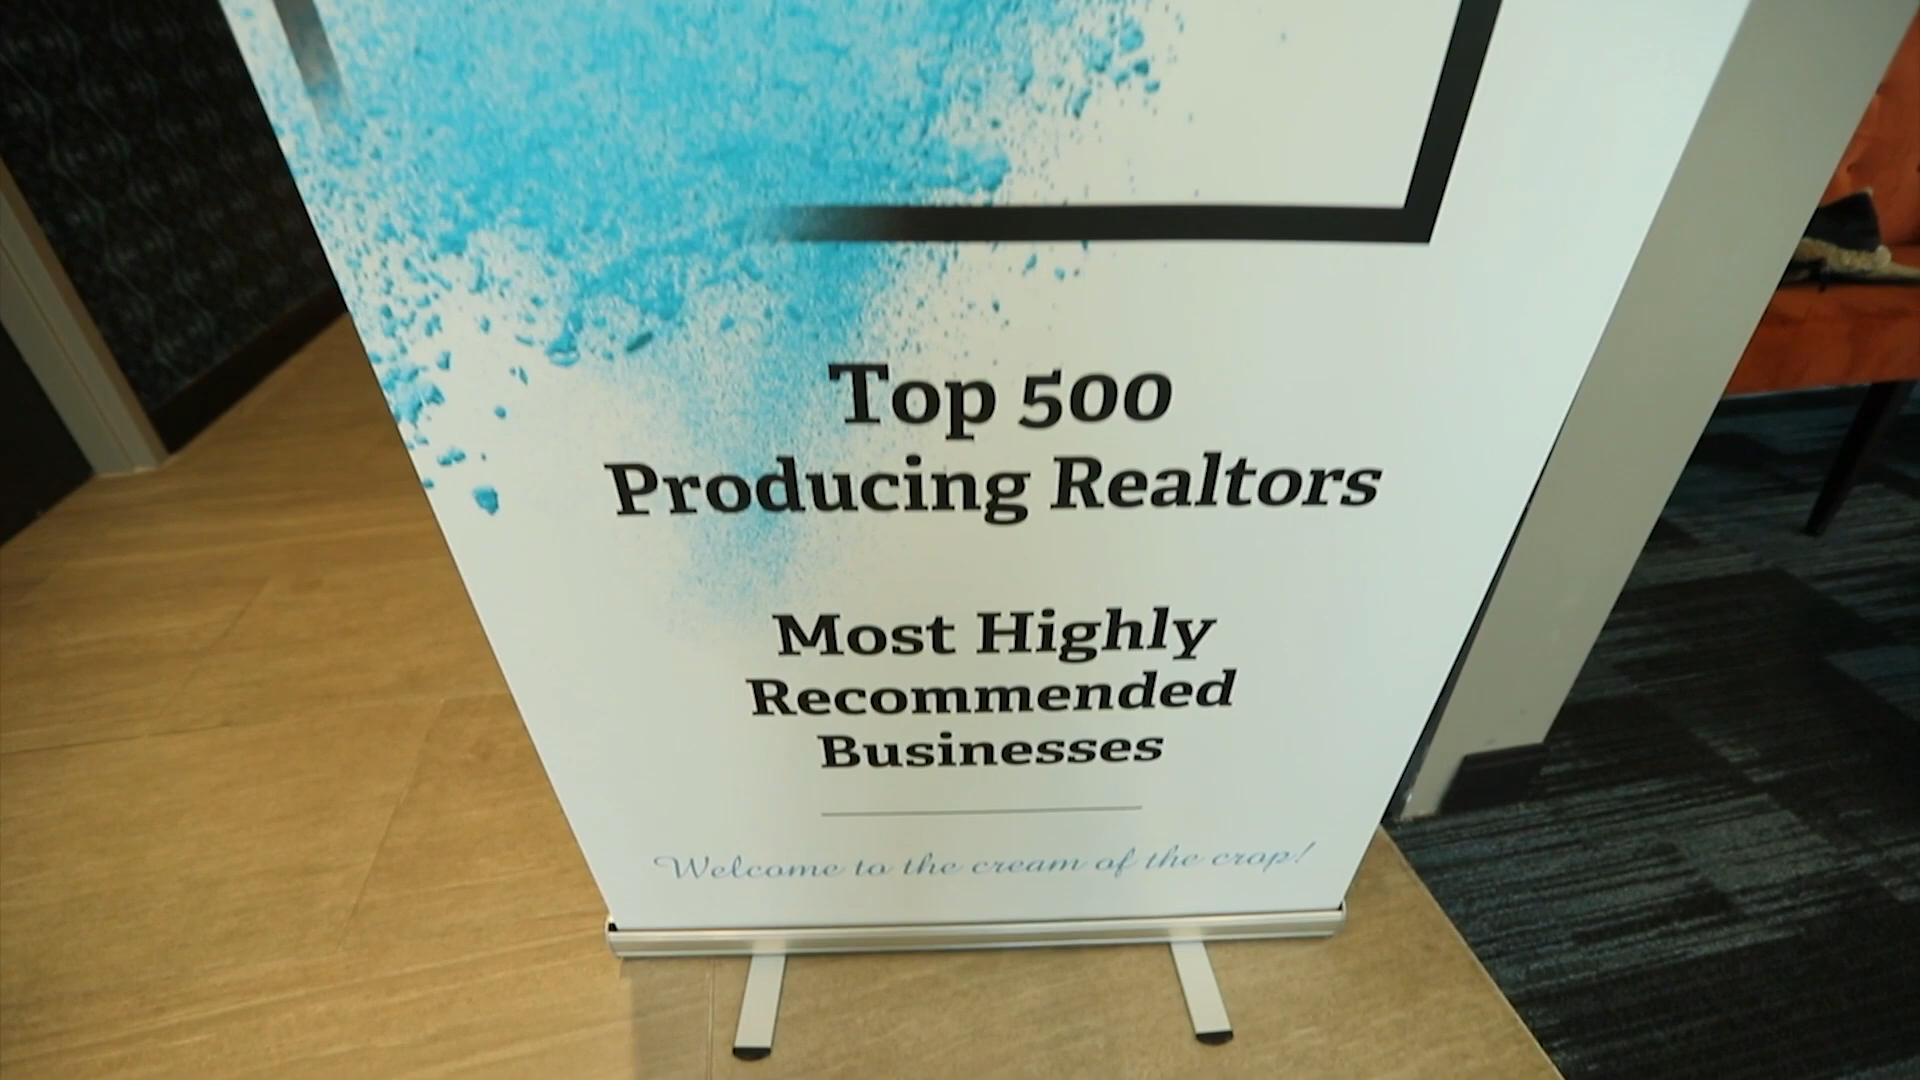 Top 500
Producing Realtors
Most Highly
Recommended
Businesses
Welcome to the cream of the crop!